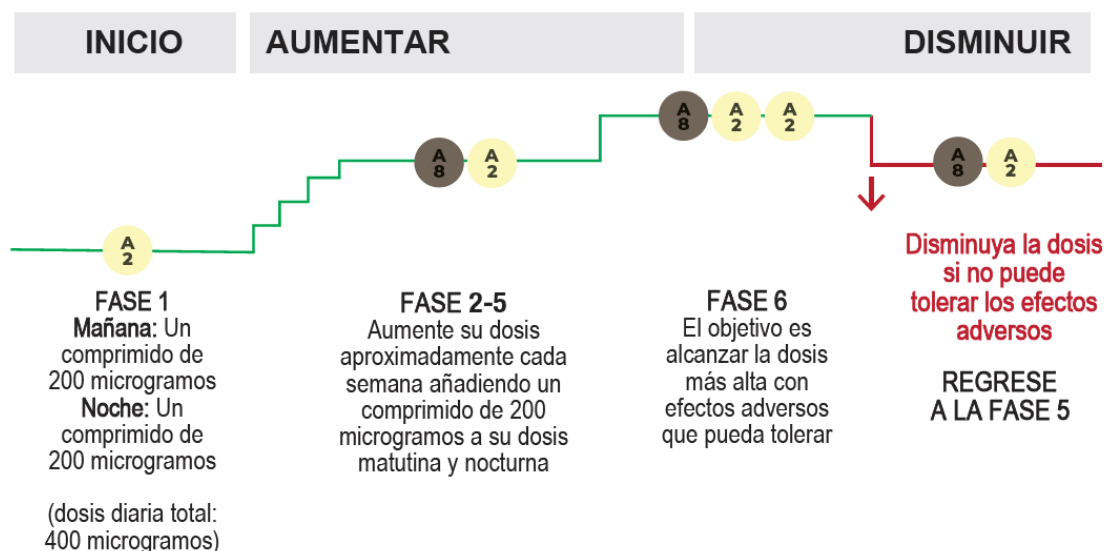 INICIO
AUMENTAR
DISMINUIR
A
8
A
2
A
2
A
8
A
2
A
8
A
2
A
2
FASE 1
Mañana: Un
comprimido de
200 microgramos
Noche: Un
comprimido de
200 microgramos
(dosis diaria total:
400 microgramos)
FASE 2-5
Aumente su dosis
aproximadamente cada
semana añadiendo un
comprimido de 200
microgramos a su dosis
matutina y nocturna
FASE 6
El objetivo es
alcanzar la dosis
más alta con
efectos adversos
que pueda tolerar
Disminuya la dosis
si no puede
tolerar los efectos
adversos
REGRESE
A LA FASE 5